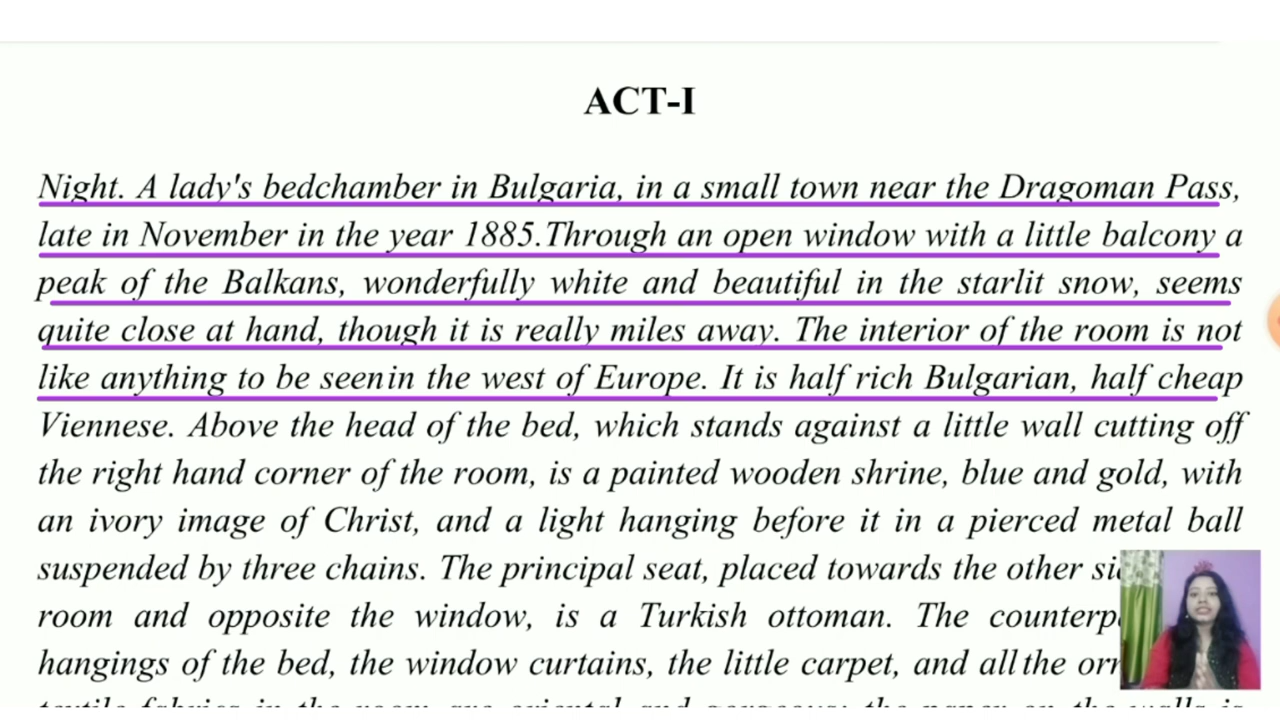 ACT-I
Night. A lady's bedchamber in Bulgaria, in a small town near the Dragoman Pass,
late in November in the year 1885.Through an open window with a little balcony a
peak of the Balkans, wonderfully white and beautiful in the starlit snow, seems
quite close at hand, though it is really miles away. The interior of the room is not
like anything to be seen in the west of Europe. It is half rich Bulgarian, half cheap
Viennese. Above the head of the bed, which stands against a little wall cutting off
the right hand corner of the room, is a painted wooden shrine, blue and gold, with
an ivory image of Christ, and a light hanging before it in a pierced metal ball
suspended by three chains. The principal seat, placed towards the other
room and opposite the window, is a Turkish ottoman. The
hangings of the bed, the window curtains, the little carpet, and all the